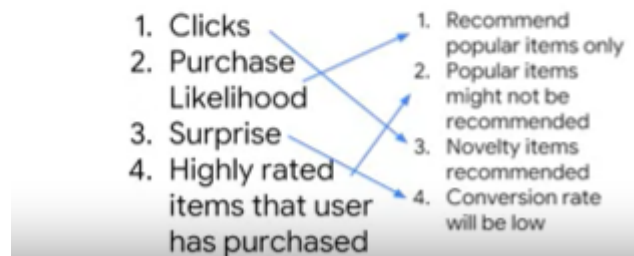 1. Clicks
2. Purchase
Likelihood
3. Surprise
4. Highly rated
items that user
has purchased
1. Recommend
popular items only
2. Popular items
might not be
recommended
3. Novelty items
recommended
4. Conversion rate
will be low